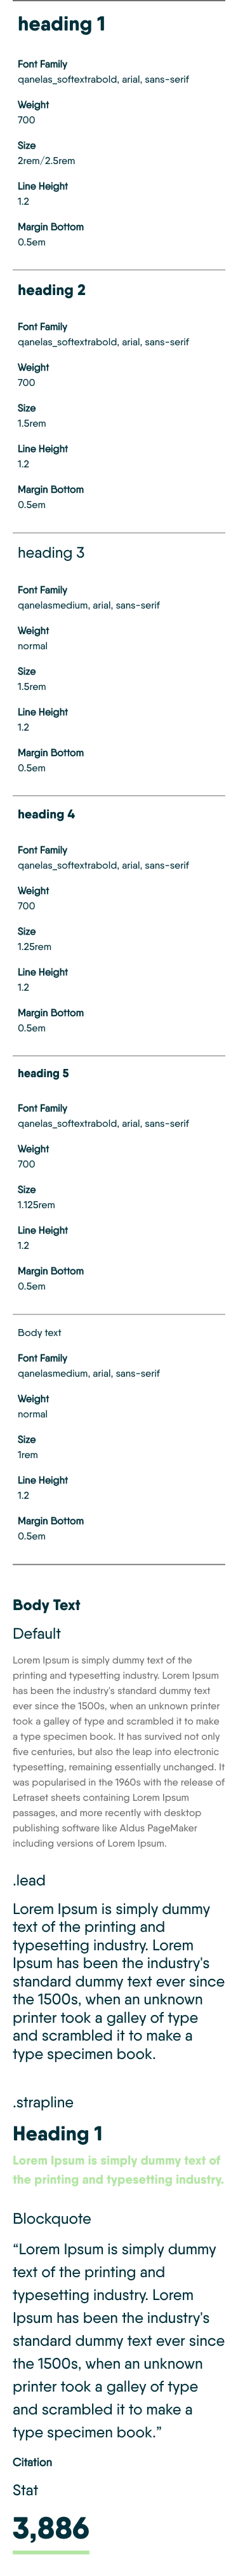 heading 1
Font Family
qanelas_softextrabold, arial, sans-serif
Weight
700
Size
2rem/2.5rem
Line Height
1.2
Margin Bottom
0.5em
heading 2
Font Family
qanelas_softextrabold, arial, sans-serif
Weight
700
Size
1.5rem
Line Height
1.2
Margin Bottom
0.5em
heading 3
Font Family
qanelasmedium, arial, sans-serif
Weight
normal
Size
1.5rem
Line Height
1.2
Margin Bottom
0.5em
heading 4
Font Family
qanelas_softextrabold, arial, sans-serif
Weight
700
Size
1.25rem
Line Height
1.2
Margin Bottom
0.5em
heading 5
Font Family
qanelas_softextrabold, arial, sans-serif
Weight
700
Size
1.125rem
Line Height
1.2
Margin Bottom
0.5em
Body text
Font Family
qanelasmedium, arial, sans-serif
Weight
normal
Size
1rem
Line Height
1.2
Margin Bottom
0.5em
Body Text
Default
Lorem Ipsum is simply dummy text of the
printing and typesetting industry. Lorem Ipsum
has been the industry's standard dummy text
ever since the 1500s, when an unknown printer
took a galley of type and scrambled it to make
a type specimen book. It has survived not only
five centuries, but also the leap into electronic
typesetting, remaining essentially unchanged. It
was popularised in the 1960s with the release of
Letraset sheets containing Lorem Ipsum
passages, and more recently with desktop
publishing software like Aldus PageMaker
including versions of Lorem Ipsum.
.lead
Lorem Ipsum is simply dummy
text of the printing and
typesetting industry. Lorem
Ipsum has been the industry's
standard dummy text ever since
the 1500s, when an unknown
printer took a galley of type
and scrambled it to make a
type specimen book.
.strapline
Heading 1
Lorem Ipsum is simply dummy text of
the printing and typesetting industry.
Blockquote
“Lorem Ipsum is simply dummy
text of the printing and
typesetting industry. Lorem
Ipsum has been the industry's
standard dummy text ever since
the 1500s, when an unknown
printer took a galley of type
and scrambled it to make a
type specimen book.”
Citation
Stat
3,886